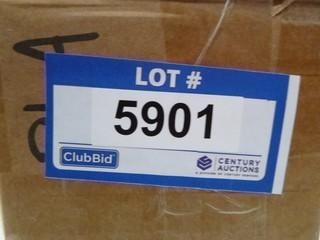 LOT #
5901
ClubBid
CENTURY
AUCTIONS